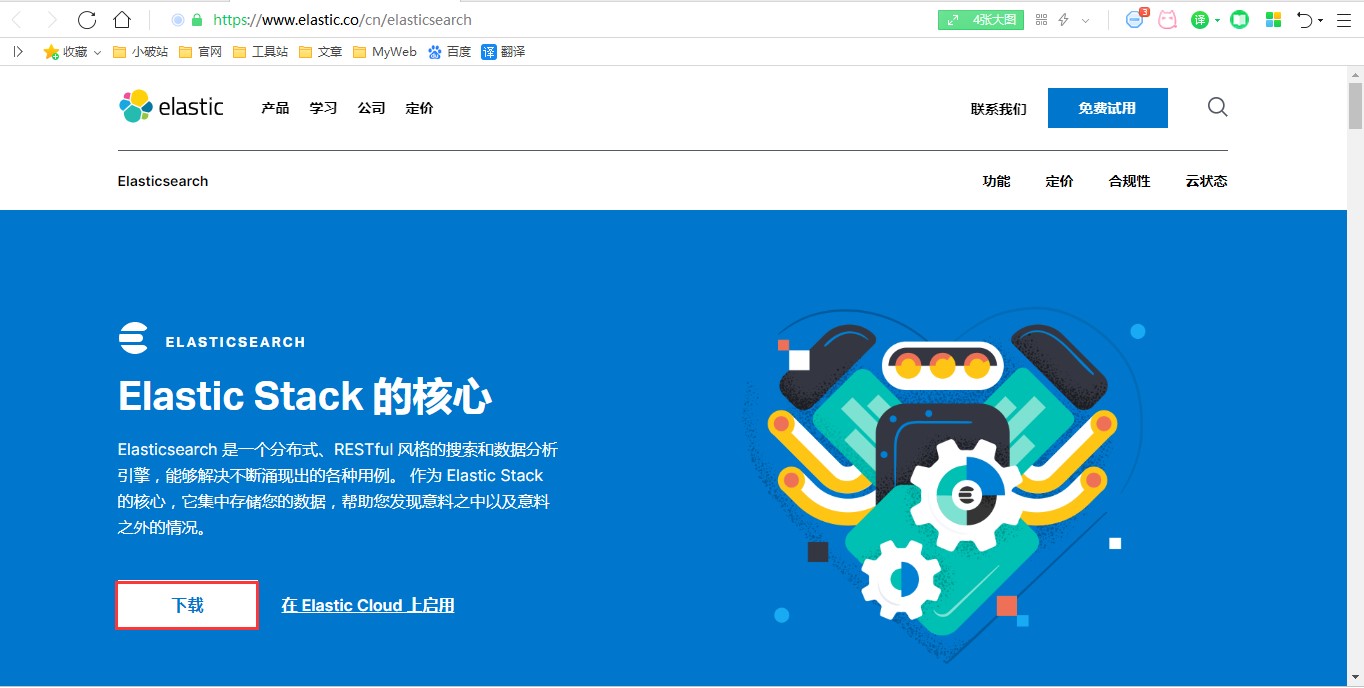 https://www.elastic.co/cn/elasticsearch
4张大图
3
译
收藏
小破站
官网
工具站
文章
MyWeb
百度
译
翻译
elastic
产品
学习
公司
定价
联系我们
免费试用
Elasticsearch
功能
定价
合规性
云状态
ELASTICSEARCH
Elastic Stack 的核心
Elasticsearch 是一个分布式、RESTful 风格的搜索和数据分析
引擎，能够解决不断涌现出的各种用例。 作为 Elastic Stack
的核心，它集中存储您的数据，帮助您发现意料之中以及意料
之外的情况。
下载
在 Elastic Cloud 上启用